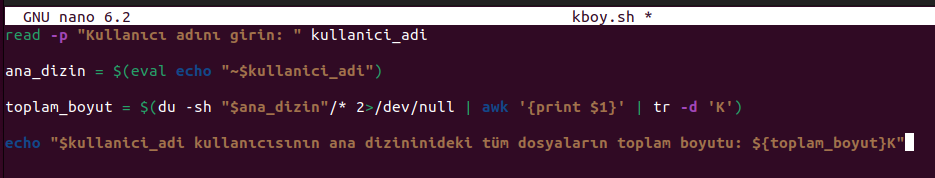 GNU nano 6.2 kboy.sh *
read -p "Kullanıcı adını girin: " kullanici_adi
ana_dizin = $(eval echo "~$kullanici_adi")
toplam_boyut = $(du -sh "$ana_dizin"/* 2>/dev/null | awk '{print $1}' | tr -d 'K')
echo "$kullanici_adi kullanıcısının ana dizininideki tüm dosyaların toplam boyutu: ${toplam_boyut}K"